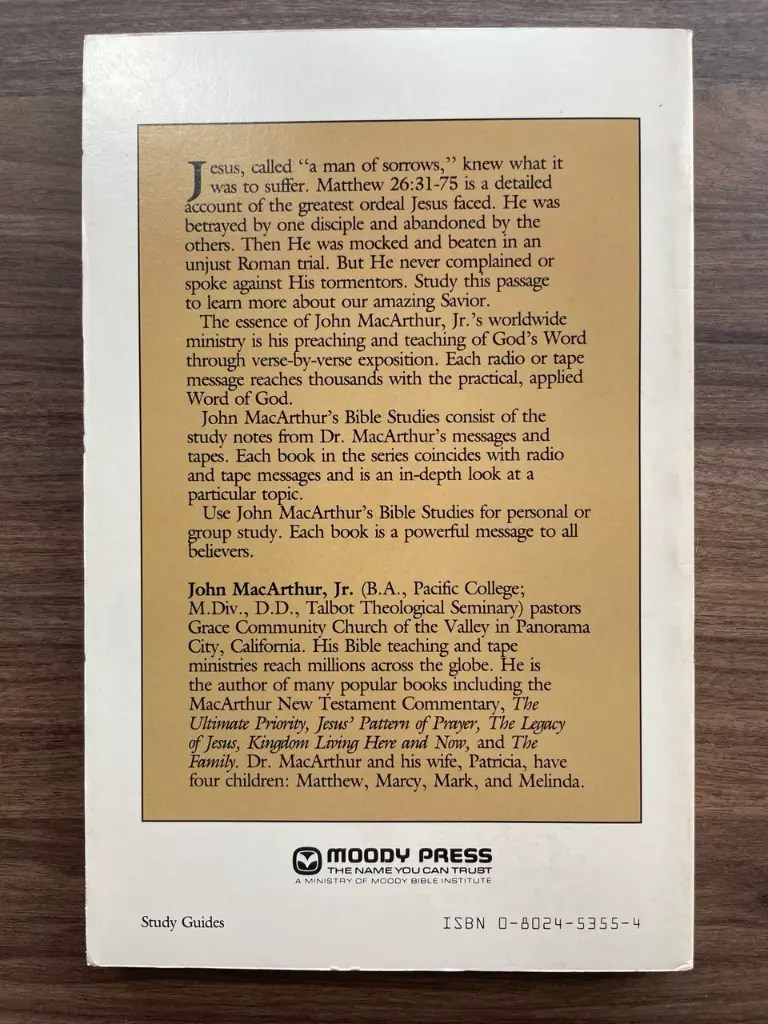 Jesus, called “a man of sorrows,” knew what it
was to suffer. Matthew 26:31-75 is a detailed
account of the greatest ordeal Jesus faced. He was
betrayed by one disciple and abandoned by the
others. Then He was mocked and beaten in an
unjust Roman trial. But He never complained or
spoke against His tormentors. Study this passage
to learn more about our amazing Savior.
The essence of John MacArthur, Jr.’s worldwide
ministry is his preaching and teaching of God’s Word
through verse-by-verse exposition. Each radio or tape
message reaches thousands with the practical, applied
Word of God.
John MacArthur’s Bible Studies consist of the
study notes from Dr. MacArthur’s messages and
tapes. Each book in the series coincides with radio
and tape messages and is an in-depth look at a
particular topic.
Use John MacArthur’s Bible Studies for personal or
group study. Each book is a powerful message to all
believers.
John MacArthur, Jr. (B.A., Pacific College;
M.Div., D.D., Talbot Theological Seminary) pastors
Grace Community Church of the Valley in Panorama
City, California. His Bible teaching and tape
ministries reach millions across the globe. He is
the author of many popular books including the
MacArthur New Testament Commentary, The
Ultimate Priority, Jesus’ Pattern of Prayer, The Legacy
of Jesus, Kingdom Living Here and Now, and The
Family. Dr. MacArthur and his wife, Patricia, have
four children: Matthew, Marcy, Mark, and Melinda.
MOODY PRESS
THE NAME YOU CAN TRUST
A MINISTRY OF MOODY BIBLE INSTITUTE
Study Guides
ISBN 0-8024-5355-4